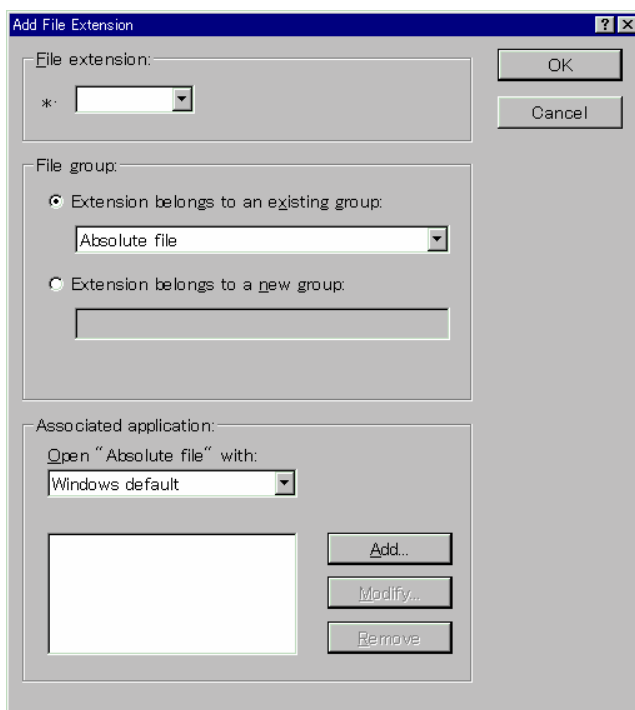 Add File Extension
File extension:
*.
OK
Cancel
File group:
Extension belongs to an existing group:
Absolute file
Extension belongs to a new group:
Associated application:
Open "Absolute file" with:
Windows default
Add...
Modify...
Remove